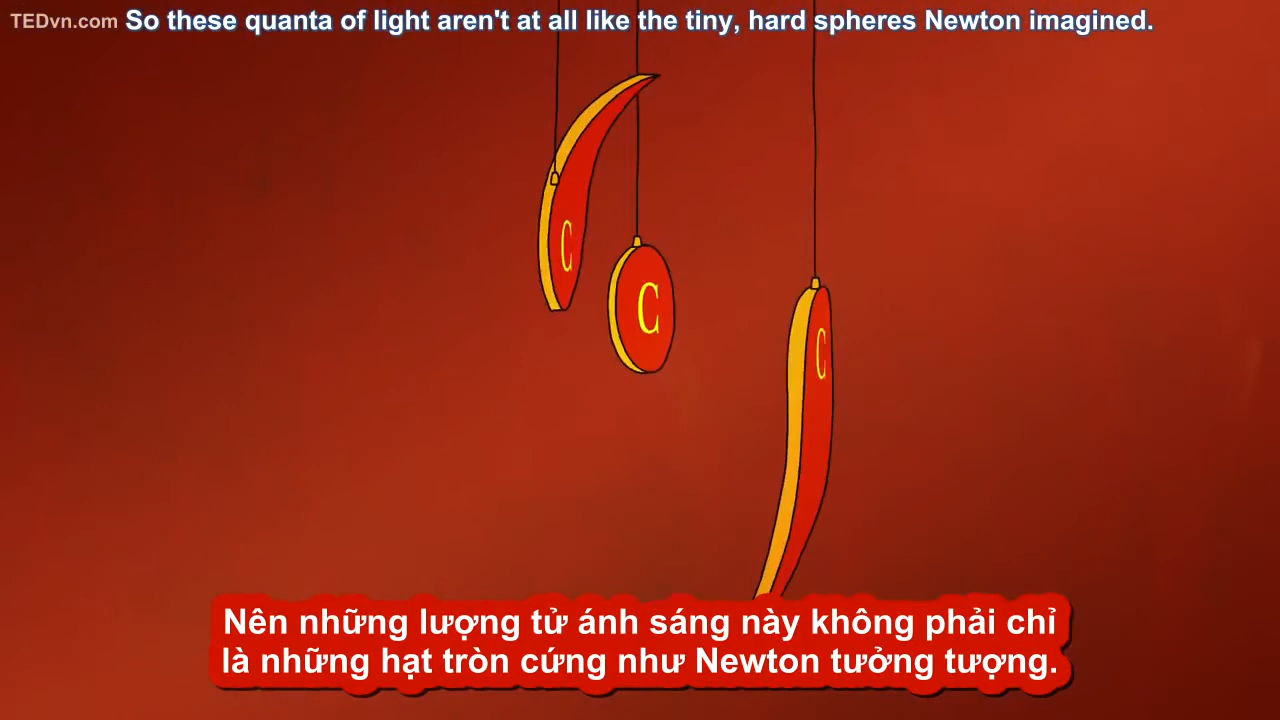 TEDvn.com So these quanta of light aren't at all like the tiny, hard spheres Newton imagined.
C
C
C
Nên những lượng tử ánh sáng này không phải chỉ
là những hạt tròn cứng như Newton tưởng tượng.